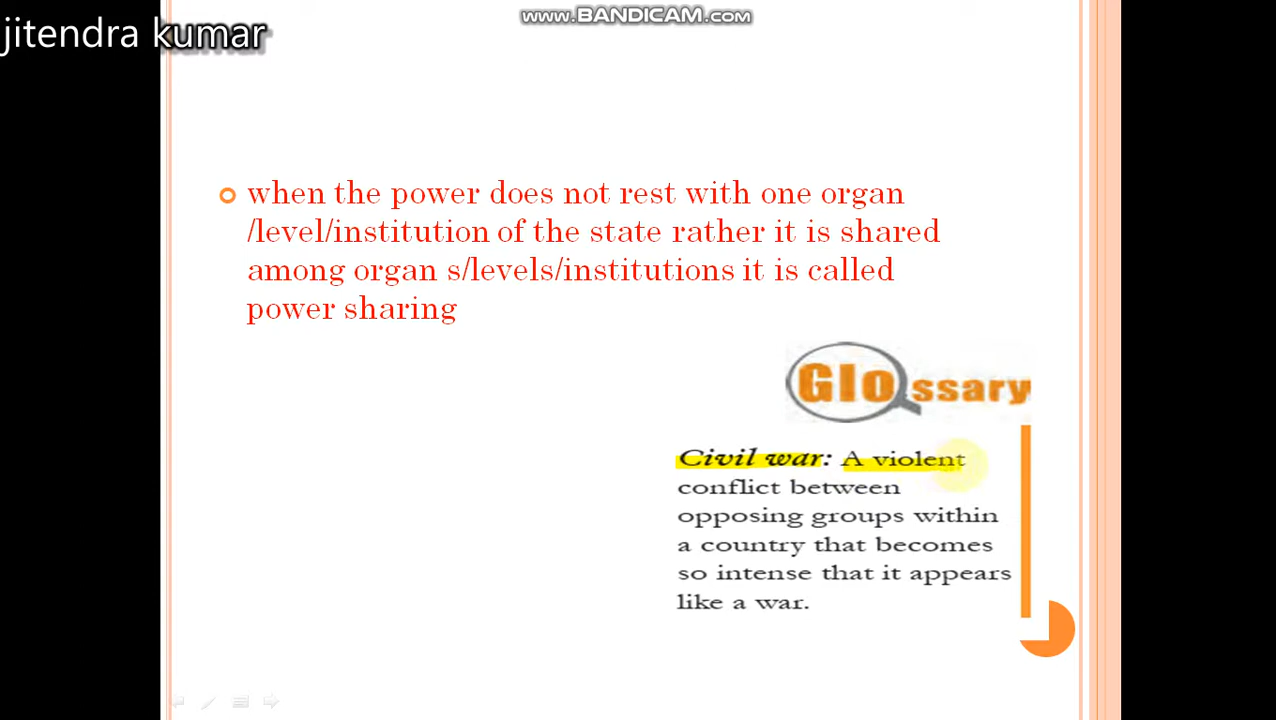 www.BANDICAM.com
jitendra kumar
when the power does not rest with one organ
/level/institution of the state rather it is shared
among organ s/levels/institutions it is called
power sharing
Glossary
Civil war: A violent
conflict between
opposing groups within
a country that becomes
so intense that it appears
like a war.